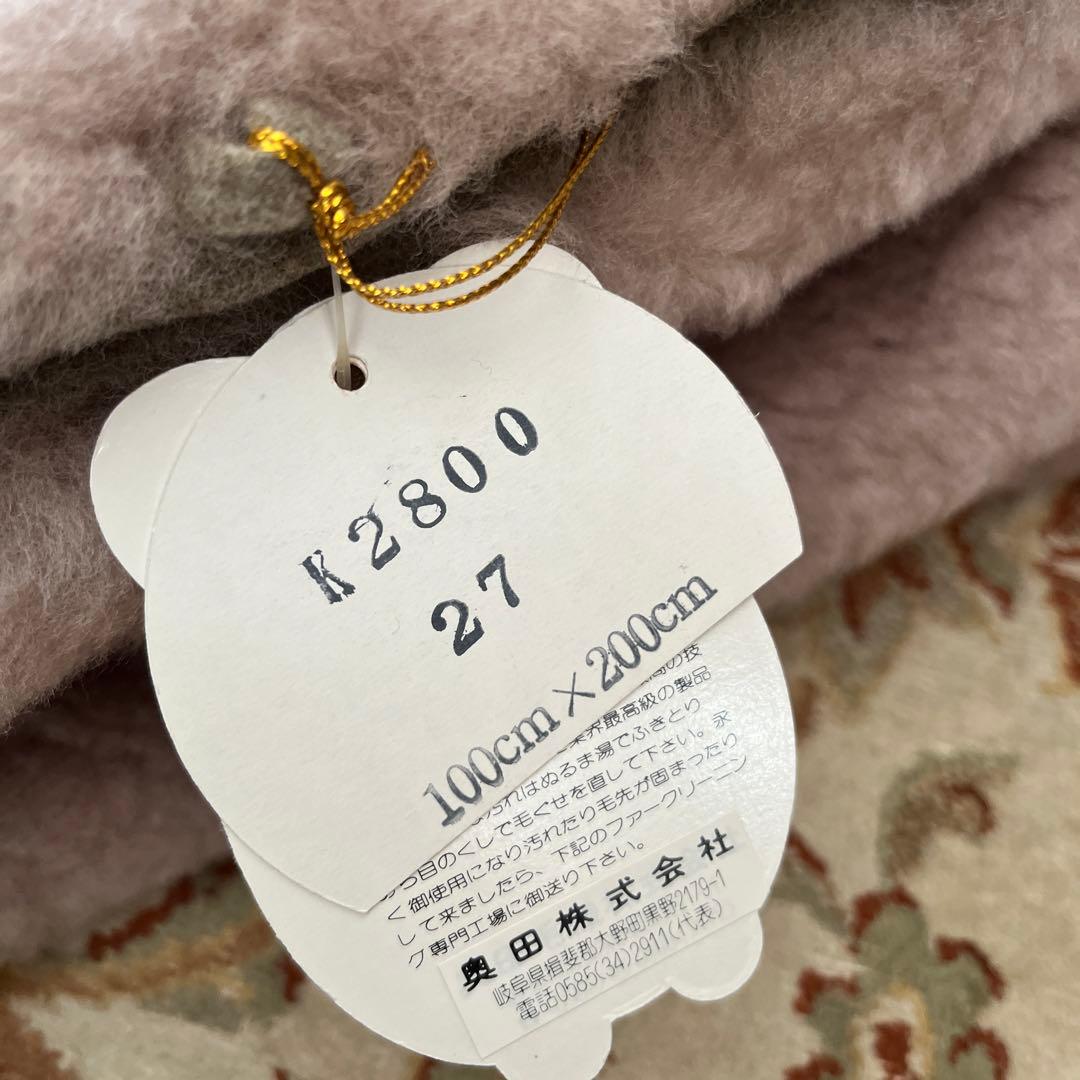 K2800
27
100cm×200cm
高の技
業界最高級の製品
汚れはぬるま湯でふきとり
目のくしで毛ぐせを直して下さい。永
く御使用になり汚れたり毛先が固まったり
して来ましたら、下記のファークリーニン
グ専門工場に御送り下さい。
奥田株式会社
岐阜県揖斐郡大野町黒野2179-1
電話0585(34)2911(代表)